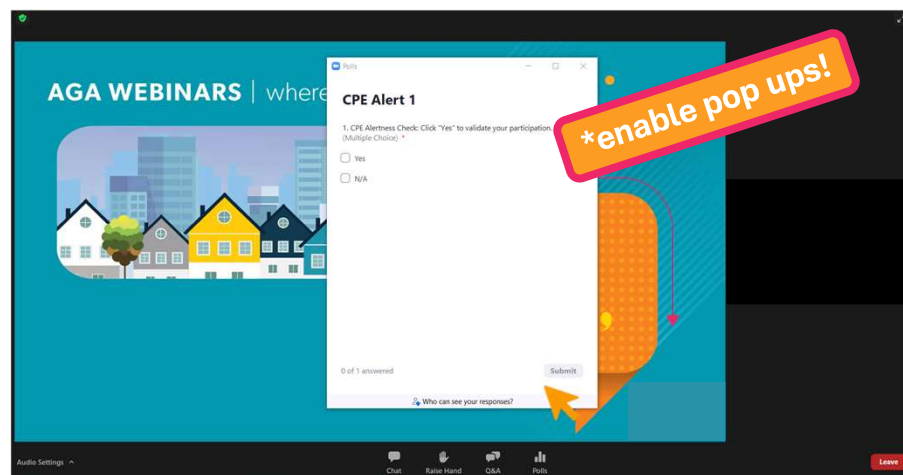 AGA WEBINARS | where
Polls
CPE Alert 1
1. CPE Alertness Check: Click "Yes" to validate your participation.
(Multiple Choice) *
Yes
N/A
*enable pop ups!
0 of 1 answered
Submit
Who can see your responses?
Audio Settings
Chat
Raise Hand
Q&A
Polls
Leave